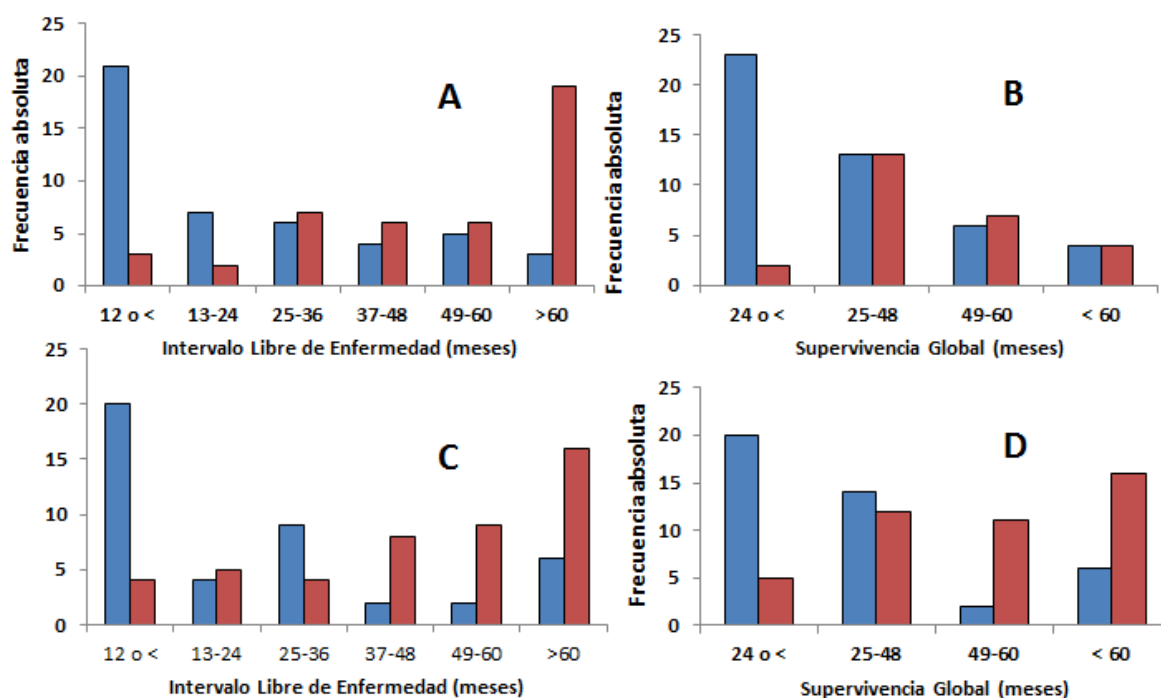 Frecuencia absoluta
25
20
15
10
5
0
A
12 o < 13-24 25-36 37-48 49-60 >60
Intervalo Libre de Enfermedad (meses)
Frecuencia absoluta
25
20
15
10
5
0
B
24 o < 25-48 49-60 < 60
Supervivencia Global (meses)
25
20
15
10
5
0
C
12 o < 13-24 25-36 37-48 49-60 >60
Intervalo Libre de Enfermedad (meses)
Frecuencia absoluta
25
20
15
10
5
0
D
24 o < 25-48 49-60 < 60
Supervivencia Global (meses)